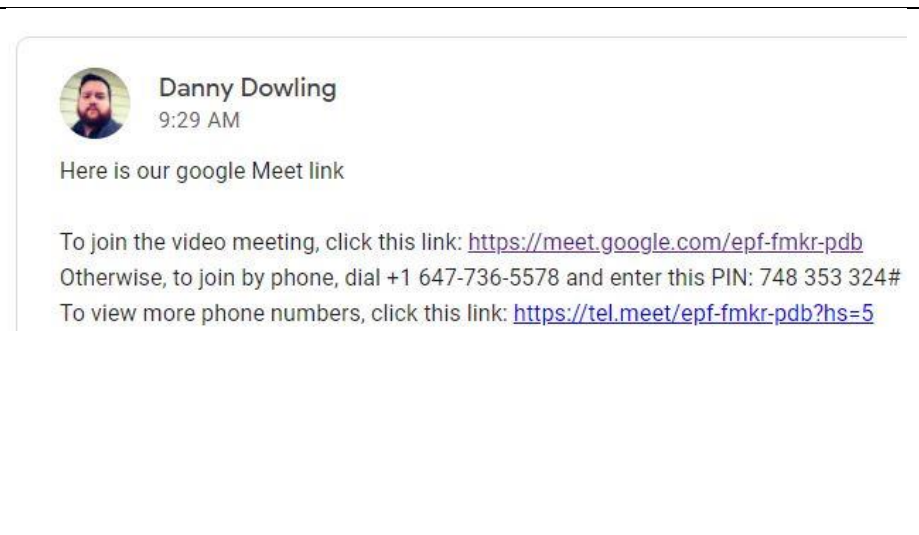 Danny Dowling
9:29 AM
Here is our google Meet link
To join the video meeting, click this link: https://meet.google.com/epf-fmkr-pdb
Otherwise, to join by phone, dial +1 647-736-5578 and enter this PIN: 748 353 324#
To view more phone numbers, click this link: https://tel.meet/epf-fmkr-pdb?hs=5